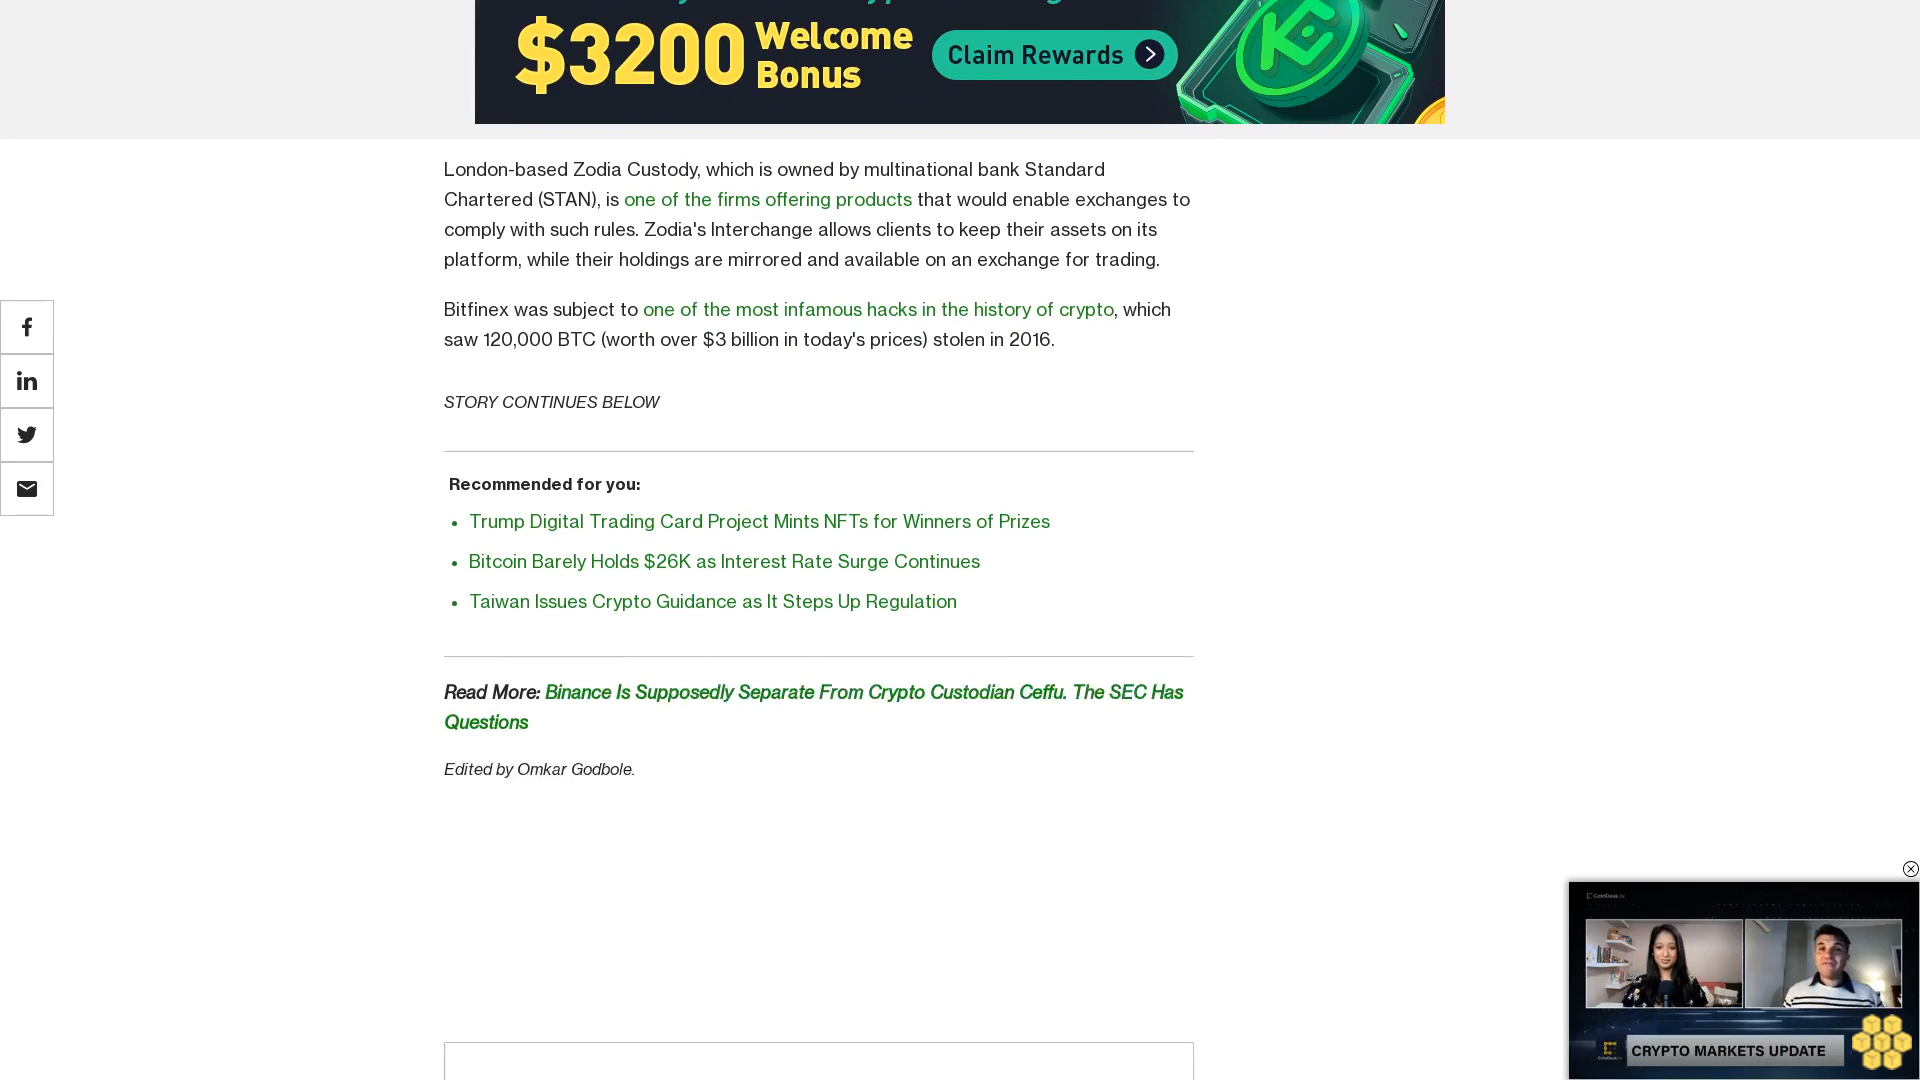 $3200 Welcome Bonus
Claim Rewards
London-based Zodia Custody, which is owned by multinational bank Standard
Chartered (STAN), is one of the firms offering products that would enable exchanges to
comply with such rules. Zodia's Interchange allows clients to keep their assets on its
platform, while their holdings are mirrored and available on an exchange for trading.
Bitfinex was subject to one of the most infamous hacks in the history of crypto, which
saw 120,000 BTC (worth over $3 billion in today's prices) stolen in 2016.
STORY CONTINUES BELOW
Recommended for you:
• Trump Digital Trading Card Project Mints NFTs for Winners of Prizes
• Bitcoin Barely Holds $26K as Interest Rate Surge Continues
• Taiwan Issues Crypto Guidance as It Steps Up Regulation
Read More: Binance Is Supposedly Separate From Crypto Custodian Ceffu. The SEC Has
Questions
Edited by Omkar Godbole.
CoinDesk TV
CRYPTO MARKETS UPDATE
CoinDesk TV